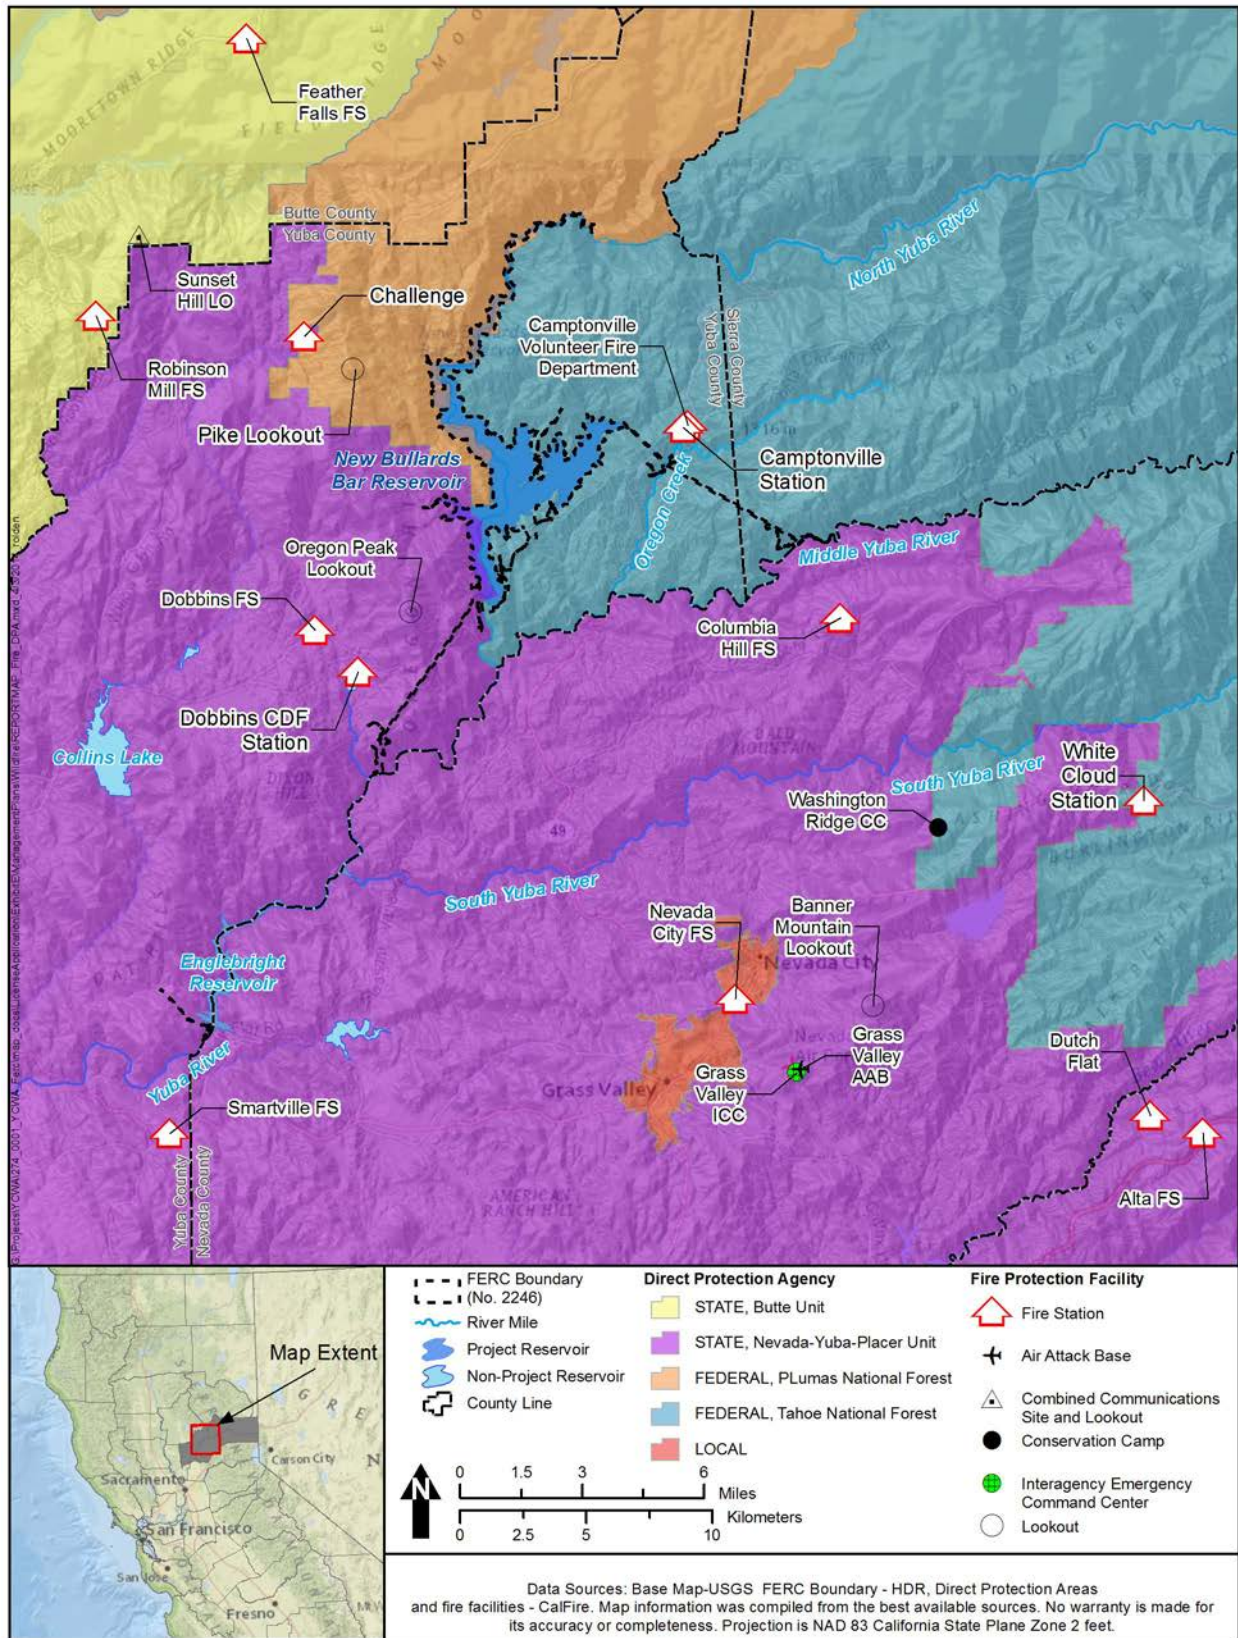 MOORETOWN RIDGE
Feather
Falls FS
Butte County
Yuba County
North Yuba River
Sunset
Hill LO
Challenge
Camptonville
Volunteer Fire
Department
Sierra County
Yuba County
Robinson
Mill FS
Pike Lookout
New Bullards
Bar Reservoir
Camptonville
Station
Oregon Creek
Oregon Peak
Lookout
Middle Yuba River
Dobbins FS
Columbia
Hill FS
Dobbins CDF
Station
Collins Lake
BALD
MOUNTAIN
South Yuba River
White
Cloud
Station
Washington
Ridge CC
49
South Yuba River
Nevada
City FS
Banner
Mountain
Lookout
Nevada City
Englebright
Reservoir
Grass
Valley
AAB
Dutch
Flat
Yuba River
Grass Valley
Grass
Valley
ICC
Smartville FS
Yuba County
Nevada County
AMERICAN
RANCH HILL
Alta FS
Map Extent
Sacramento
Carson City
San Francisco
San Jose
Fresno
FERC Boundary
(No. 2246)
River Mile
Project Reservoir
Non-Project Reservoir
County Line
N
0 1.5 3 6
Miles
Kilometers
0 2.5 5 10
Direct Protection Agency
STATE, Butte Unit
STATE, Nevada-Yuba-Placer Unit
FEDERAL, PLumas National Forest
FEDERAL, Tahoe National Forest
LOCAL
Fire Protection Facility
Fire Station
Air Attack Base
Combined Communications
Site and Lookout
Conservation Camp
Interagency Emergency
Command Center
Lookout
Data Sources: Base Map-USGS FERC Boundary - HDR, Direct Protection Areas
and fire facilities - CalFire. Map information was compiled from the best available sources. No warranty is made for
its accuracy or completeness. Projection is NAD 83 California State Plane Zone 2 feet.